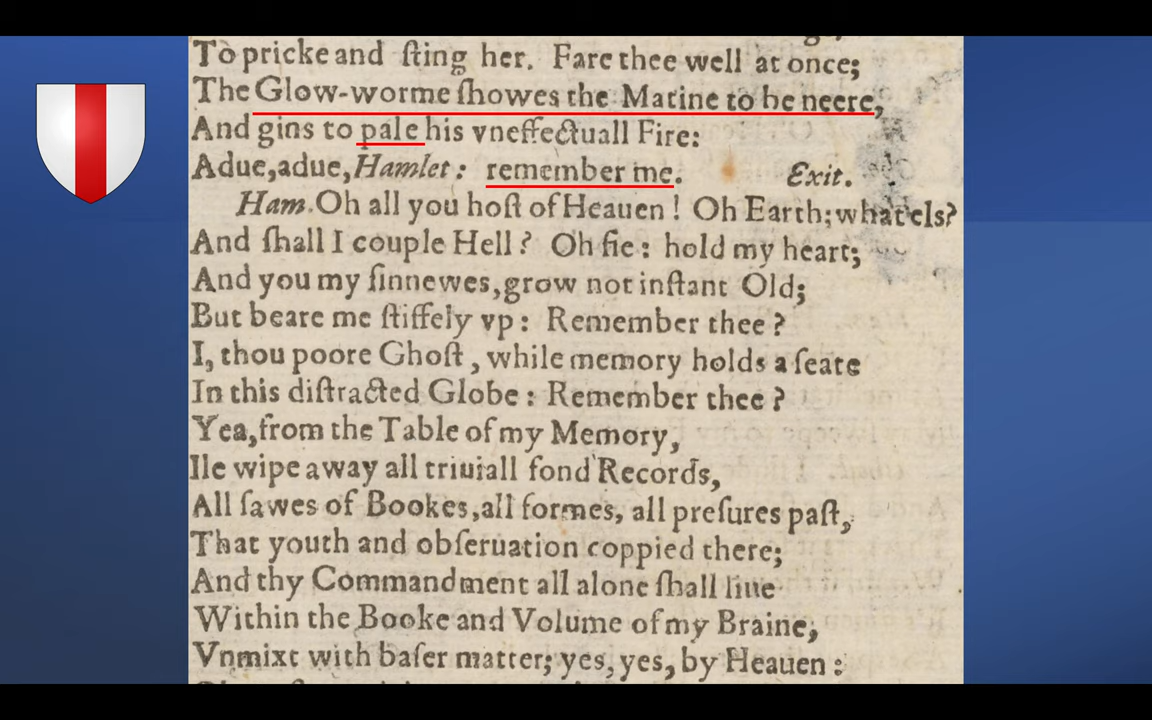 To pricke and ſting her. Fare thee well at once;
The Glow-worme ſhowes the Matine to be neere,
And gins to pale his vneffectuall Fire:
Adue, adue, Hamlet: remember me. Exit.
Ham. Oh all you hoſt of Heauen! Oh Earth; what els?
And ſhall I couple Hell? Oh fie: hold my heart;
And you my ſinnewes, grow not inſtant Old;
But beare me ſtiffely vp: Remember thee?
I, thou poore Ghoſt, while memory holds a ſeate
In this diſtracted Globe: Remember thee?
Yea, from the Table of my Memory,
Ile wipe away all triuiall fond Records,
All ſawes of Bookes, all formes, all preſures paſt,
That youth and obſeruation coppied there;
And thy Commandment all alone ſhall liue
Within the Booke and Volume of my Braine,
Vnmixt with baſer matter; yes, yes, by Heauen: